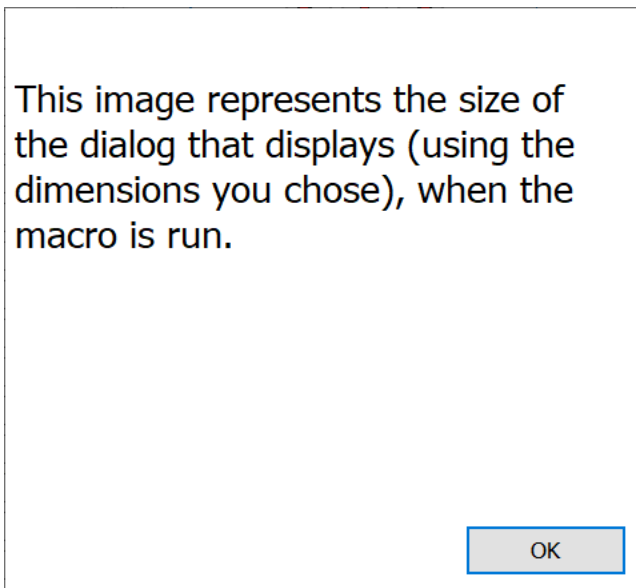 This image represents the size of
the dialog that displays (using the
dimensions you chose), when the
macro is run.
OK